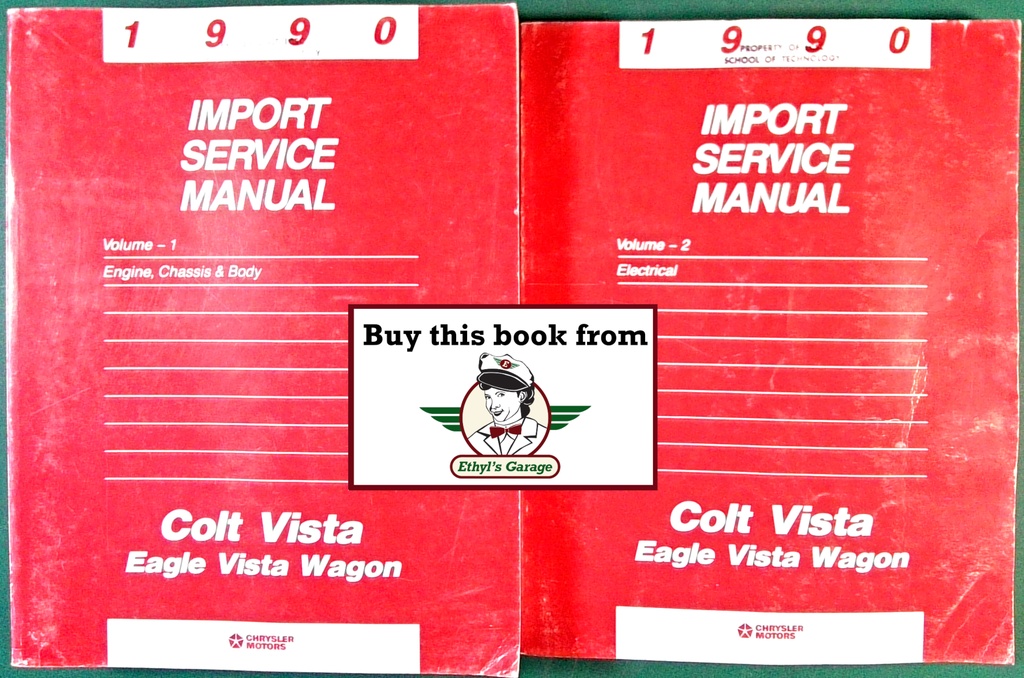 1 9 9 0
IMPORT
SERVICE
MANUAL
Volume - 1
Engine, Chassis & Body
Colt Vista
Eagle Vista Wagon
CHRYSLER
MOTORS
1 9 9 0
PROPERTY OF
SCHOOL OF TECHNOLOGY
IMPORT
SERVICE
MANUAL
Volume - 2
Electrical
Colt Vista
Eagle Vista Wagon
CHRYSLER
MOTORS
Buy this book from
E
Ethyl's Garage